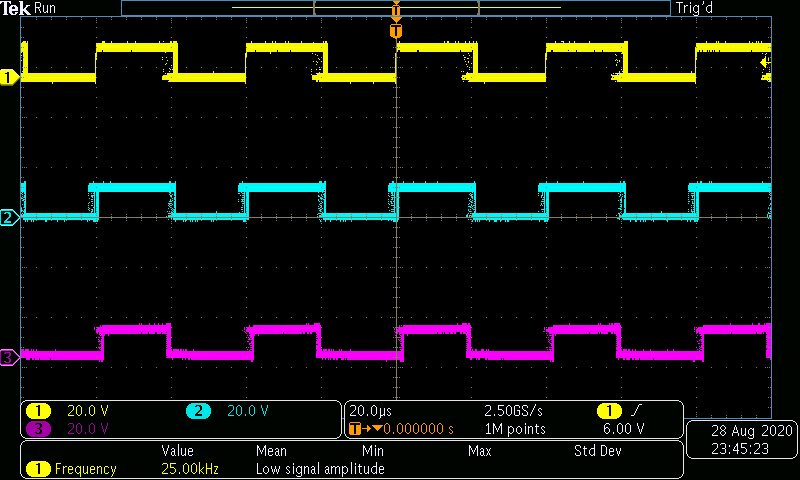 Tek Run Trig'd
T
T
1
2
3
1 20.0 V 2 20.0 V
3 20.0 V
20.0µs 2.50GS/s 1 /
T→▼0.000000 s 1M points 6.00 V
Value Mean Min Max Std Dev
1 Frequency 25.00kHz Low signal amplitude
28 Aug 2020
23:45:23